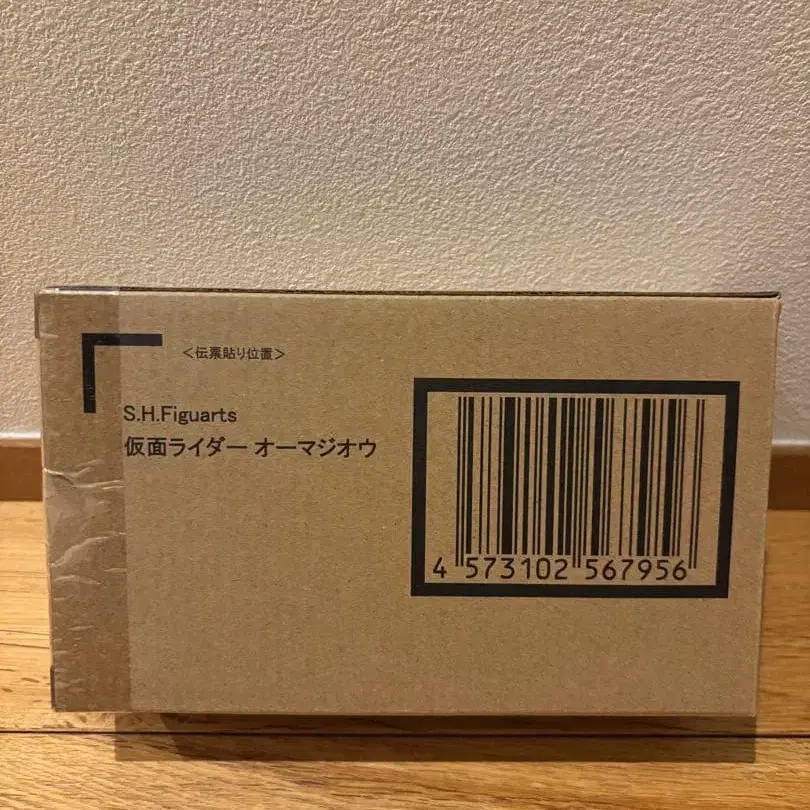 ＜伝票貼り位置＞
S.H.Figuarts
仮面ライダー オーマジオウ
4 573102 567956